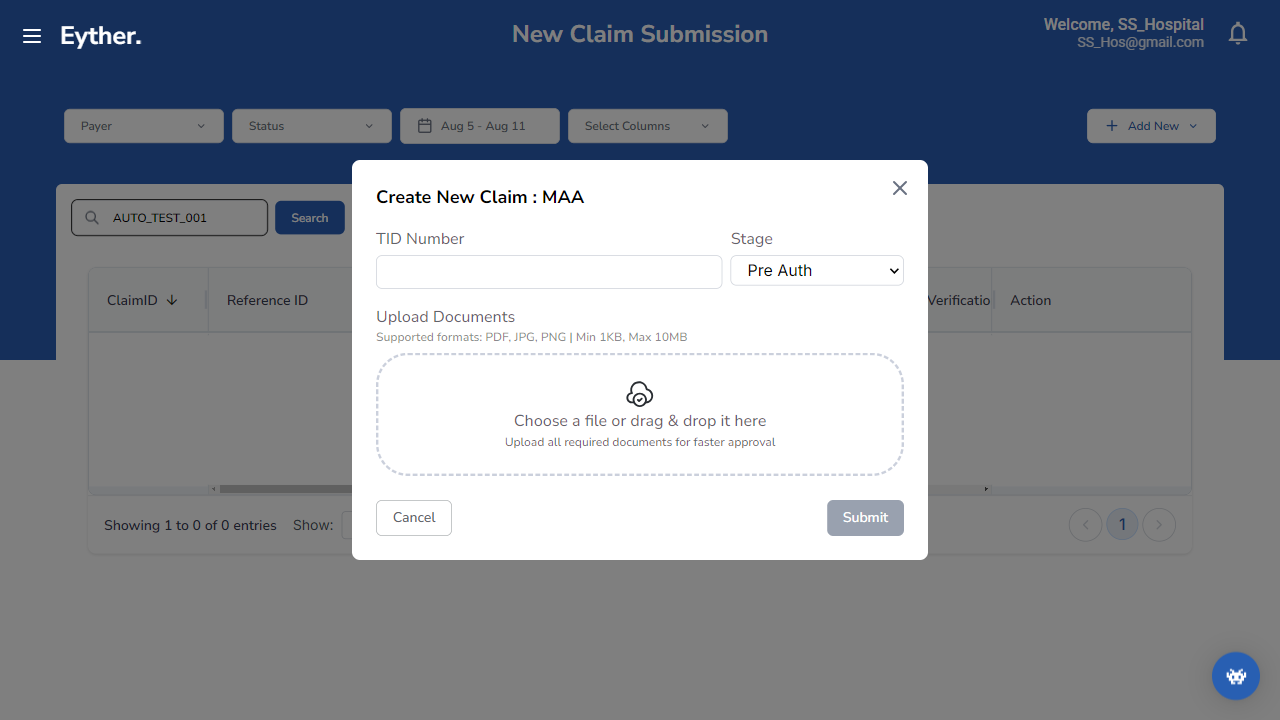 Eyther.
New Claim Submission
Welcome, SS_Hospital
SS_Hos@gmail.com
Payer
Status
Aug 5 - Aug 11
Select Columns
Add New
Create New Claim : MAA
AUTO_TEST_001
Search
TID Number
Stage
Pre Auth
ClaimID
Reference ID
Verificatio
Action
Upload Documents
Supported formats: PDF, JPG, PNG | Min 1KB, Max 10MB
Choose a file or drag & drop it here
Upload all required documents for faster approval
Cancel
Submit
Showing 1 to 0 of 0 entries
Show:
1